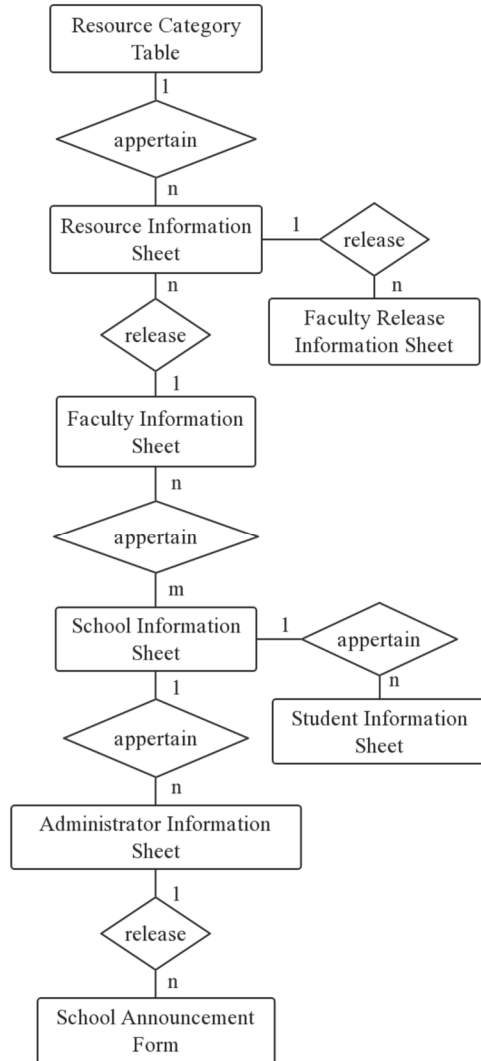 Resource Category
Table
1
appertain
n
Resource Information
Sheet
1
release
n
Faculty Release
Information Sheet
n
release
1
Faculty Information
Sheet
n
appertain
m
School Information
Sheet
1
appertain
n
Student Information
Sheet
1
appertain
n
Administrator Information
Sheet
1
release
n
School Announcement
Form